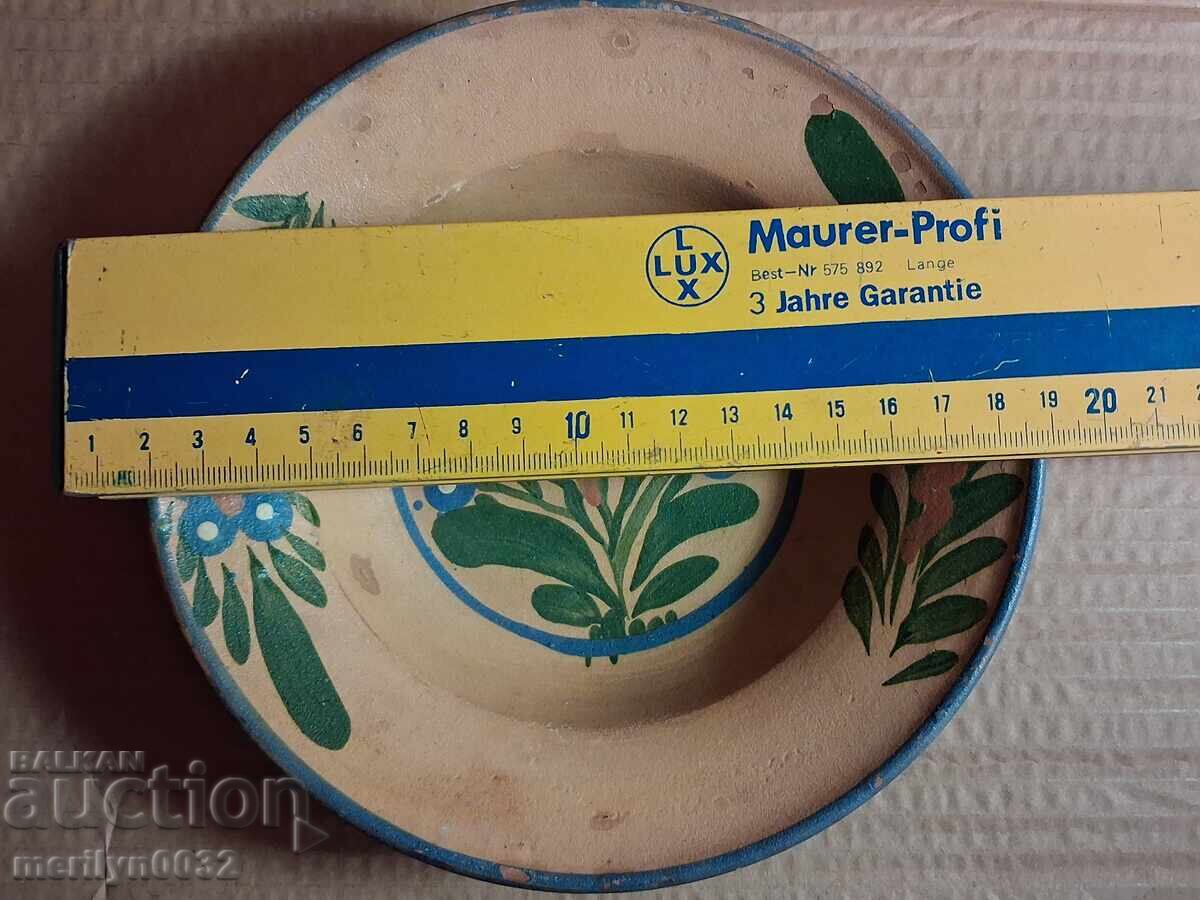 L
LUX
X
Maurer-Profi
Best-Nr 575 892 Lange
3 Jahre Garantie
1 2 3 4 5 6 7 8 9 10 11 12 13 14 15 16 17 18 19 20 21
BALKAN
auction
merilyn0032